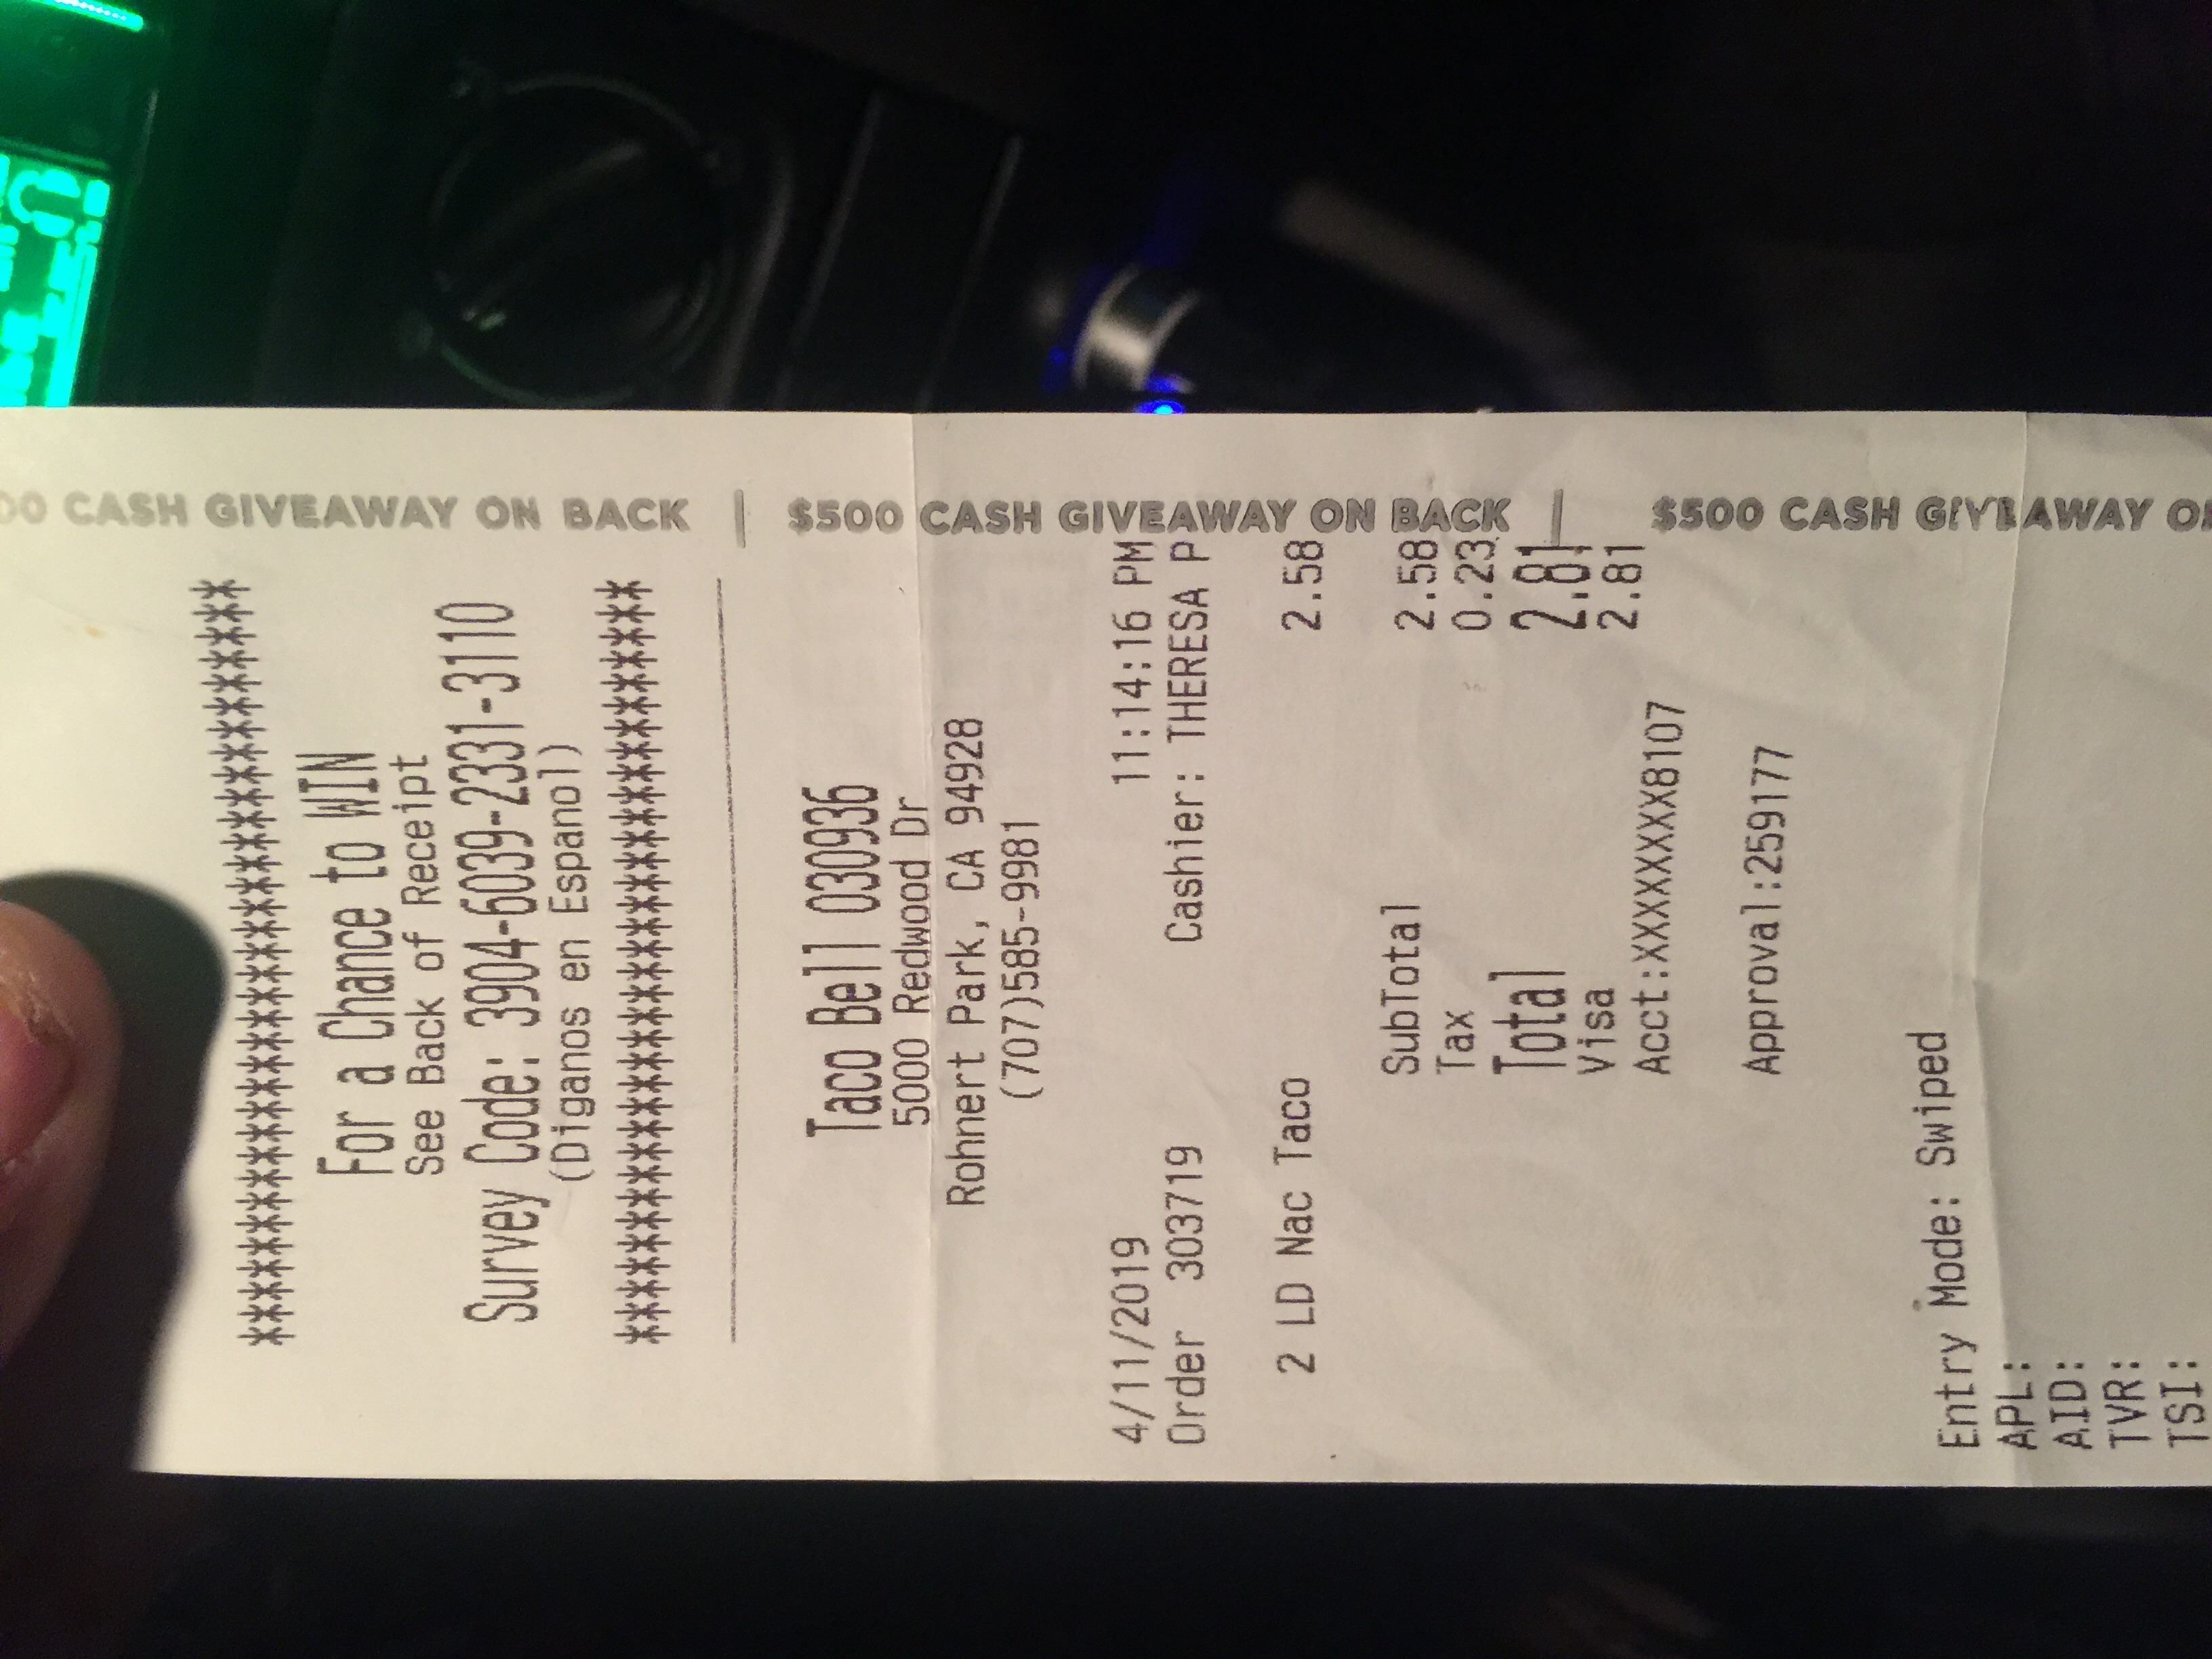 ************************
For a Chance to WIN
See Back of Receipt
Survey Code: 3904-6039-2331-3110
(Diganos en Espanol)
************************
Taco Bell 030936
5000 Redwood Dr
Rohnert Park, CA 94928
(707)585-9981
4/11/2019 11:14:16 PM
Order 303719 Cashier: THERESA P
2 LD Nac Taco 2.58
SubTotal 2.58
Tax 0.23
Total 2.81
Visa 2.81
Acct:XXXXXXXX8107
Approval:259177
Entry Mode: Swiped
APL:
AID:
TVR:
TSI:
00 CASH GIVEAWAY ON BACK | $500 CASH GIVEAWAY ON BACK | $500 CASH GIVEAWAY